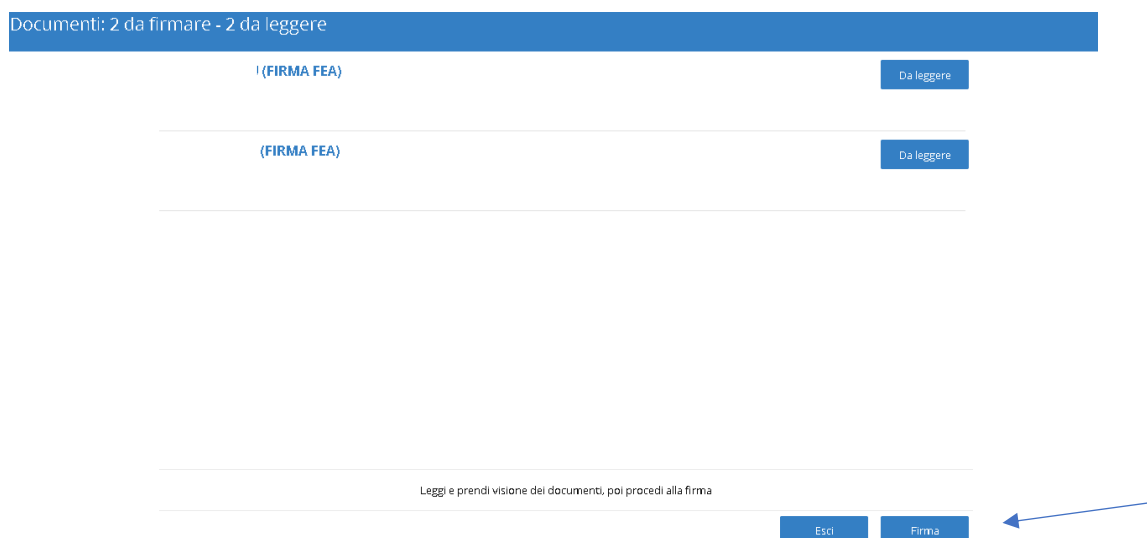 Documenti: 2 da firmare - 2 da leggere
(FIRMA FEA)
Da leggere
(FIRMA FEA)
Da leggere
Leggi e prendi visione dei documenti, poi procedi alla firma
Esci
Firma